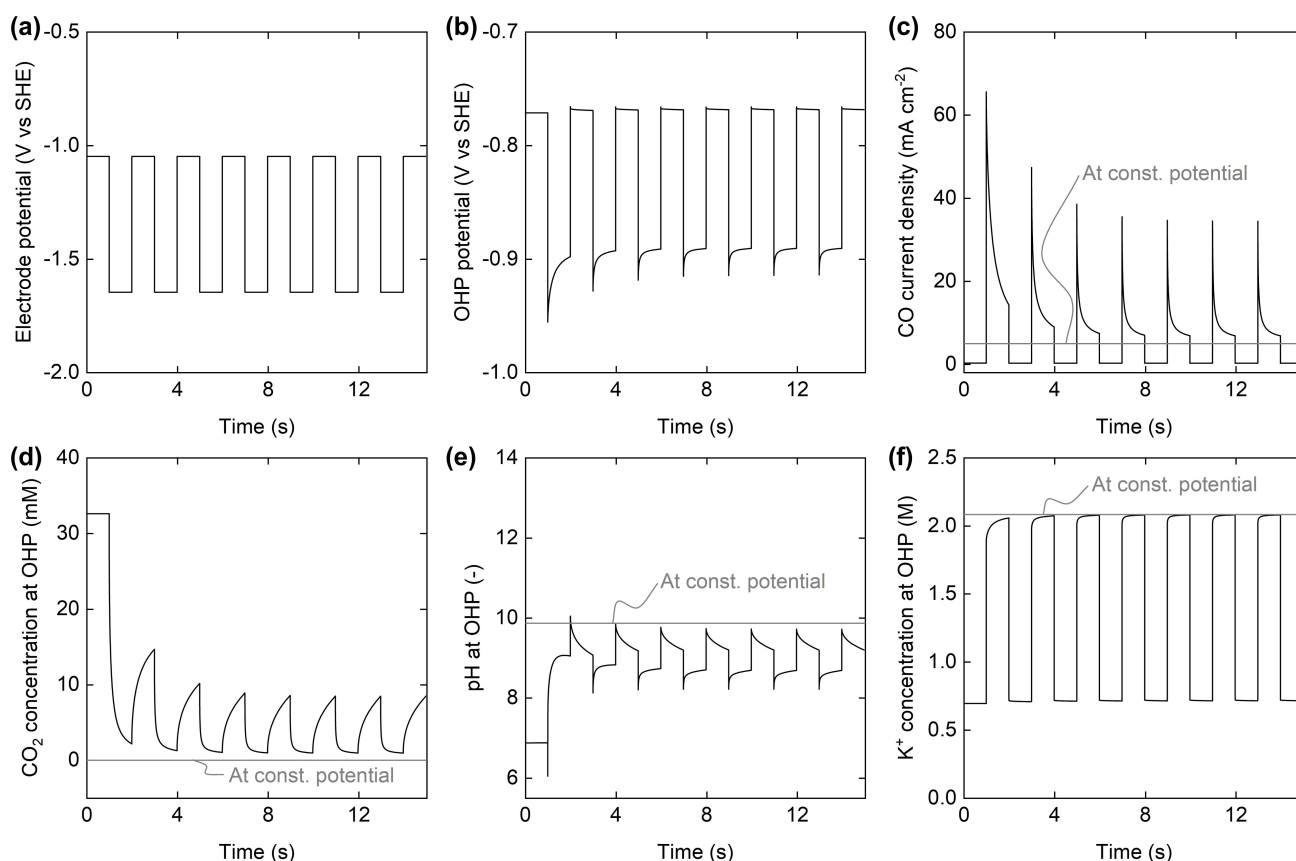 (a)
-0.5
-1.0
-1.5
-2.0
0
4
8
12
Electrode potential (V vs SHE)
Time (s)
(b)
-0.7
-0.8
-0.9
-1.0
0
4
8
12
OHP potential (V vs SHE)
Time (s)
(c)
80
60
40
20
0
0
4
8
12
CO current density (mA cm⁻²)
At const. potential
Time (s)
(d)
40
30
20
10
0
0
4
8
12
CO₂ concentration at OHP (mM)
At const. potential
Time (s)
(e)
14
12
10
8
6
0
4
8
12
pH at OHP (-)
At const. potential
Time (s)
(f)
2.5
2.0
1.5
1.0
0.5
0.0
0
4
8
12
K⁺ concentration at OHP (M)
At const. potential
Time (s)